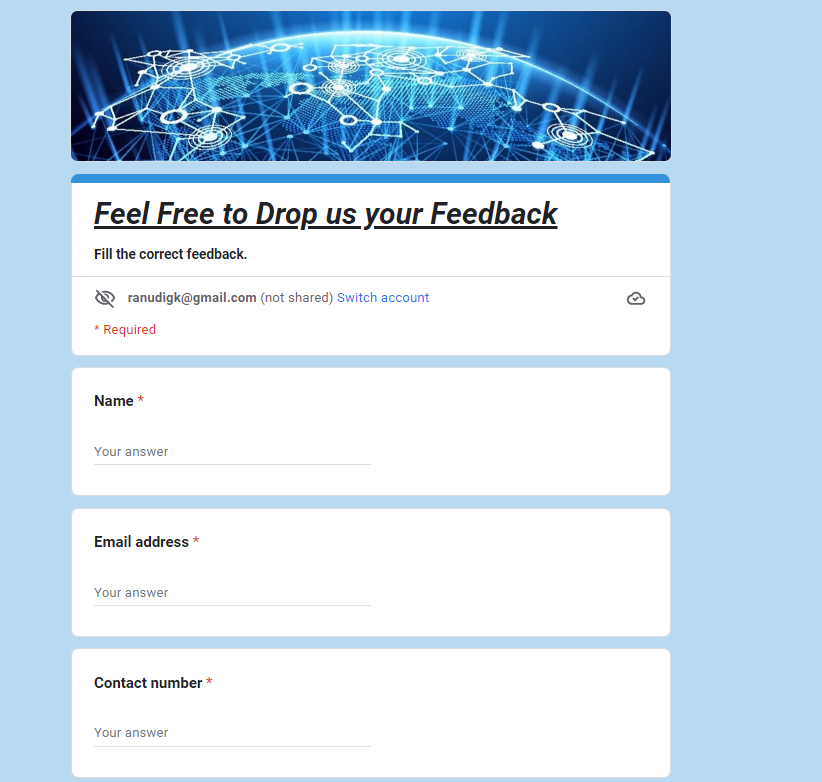 Feel Free to Drop us your Feedback
Fill the correct feedback.
ranudigk@gmail.com (not shared) Switch account
* Required
Name *
Your answer
Email address *
Your answer
Contact number *
Your answer